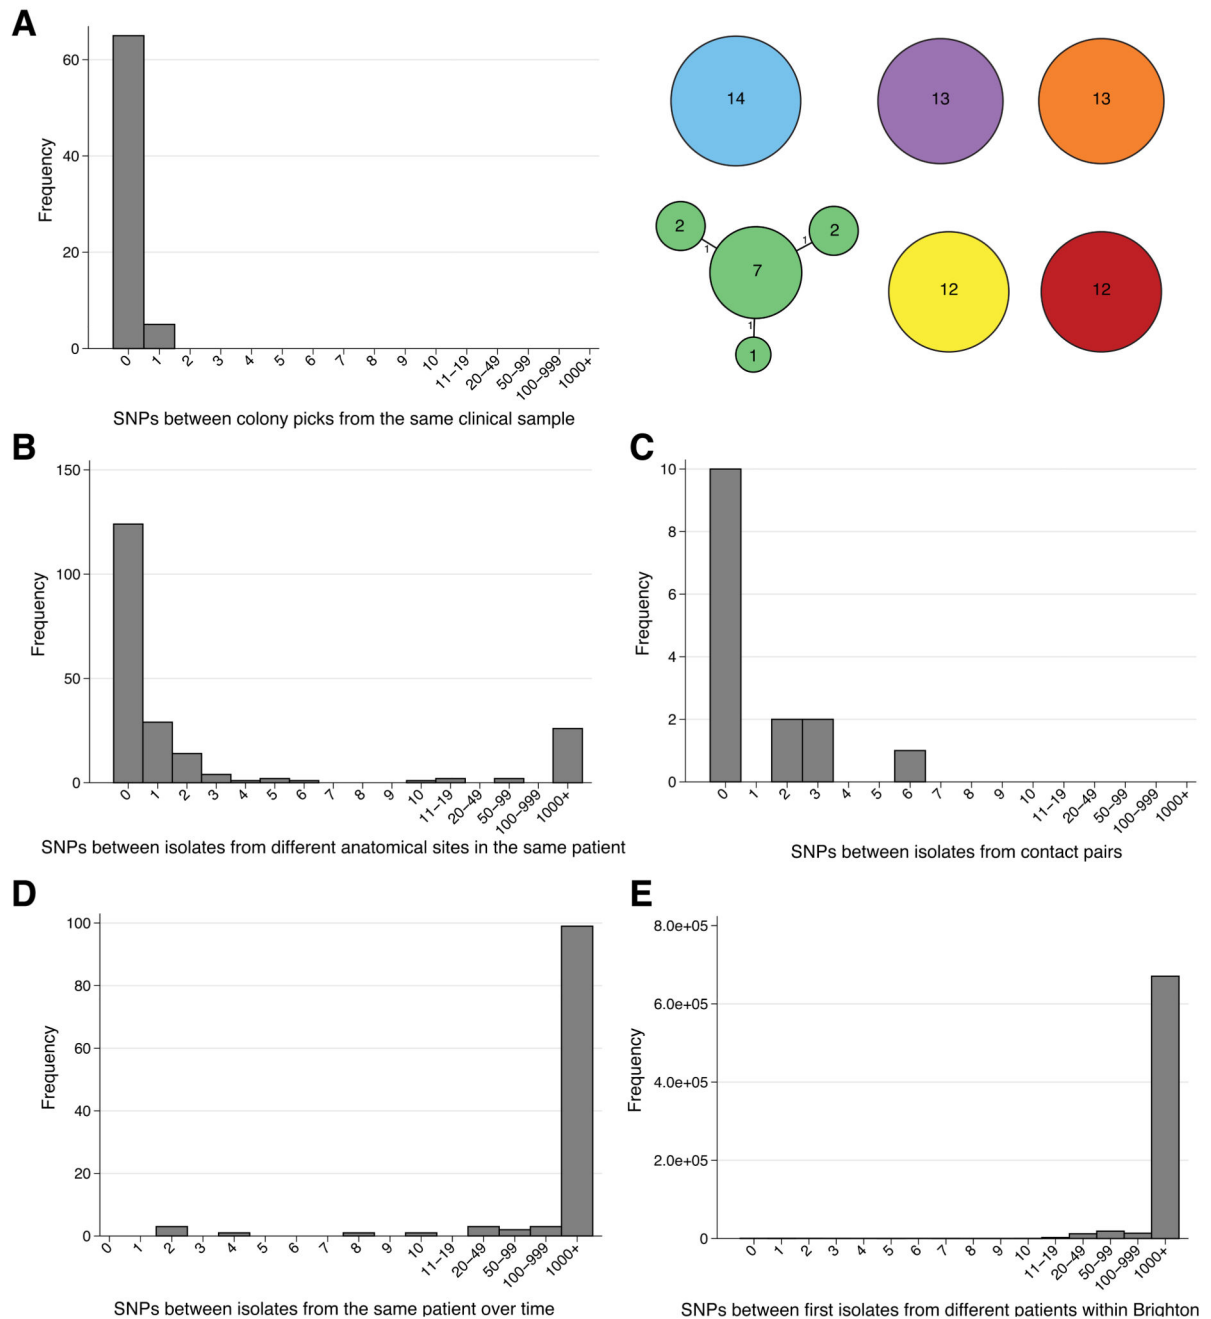 A
60
40
20
0
Frequency
0 1 2 3 4 5 6 7 8 9 10 11–19 20–49 50–99 100–999 1000+
SNPs between colony picks from the same clinical sample
14 13 13
2 1 7 1 2
1
1
12 12
B
150
100
50
0
Frequency
0 1 2 3 4 5 6 7 8 9 10 11–19 20–49 50–99 100–999 1000+
SNPs between isolates from different anatomical sites in the same patient
C
10
8
6
4
2
0
Frequency
0 1 2 3 4 5 6 7 8 9 10 11–19 20–49 50–99 100–999 1000+
SNPs between isolates from contact pairs
D
100
80
60
40
20
0
Frequency
0 1 2 3 4 5 6 7 8 9 10 11–19 20–49 50–99 100–999 1000+
SNPs between isolates from the same patient over time
E
8.0e+05
6.0e+05
4.0e+05
2.0e+05
0
Frequency
0 1 2 3 4 5 6 7 8 9 10 11–19 20–49 50–99 100–999 1000+
SNPs between first isolates from different patients within Brighton